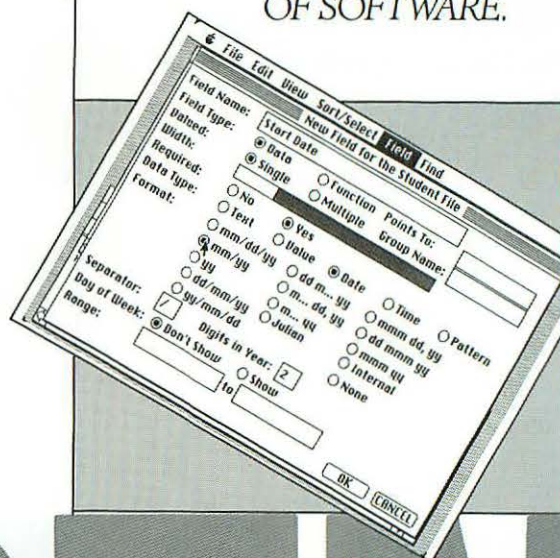 OF SOFTWARE.
File Edit View Sort/Select Field Find
New Field for the Student File
Field Name: Start Date
Field Type: Data Function Points To:
Valued: Single Multiple Group Name:
Width:
Required: No Yes
Data Type: Text Value Date Time Pattern
Format: mm/dd/yy dd m... yy mmm dd, yy
mm/yy m... dd, yy dd mmm yy
yy m... yy mmm yy
dd/mm/yy Julian Internal
yy/mm/dd None
Separator: / Digits in Year: 2
Day of Week: Don't Show Show
Range: to
OK CANCEL